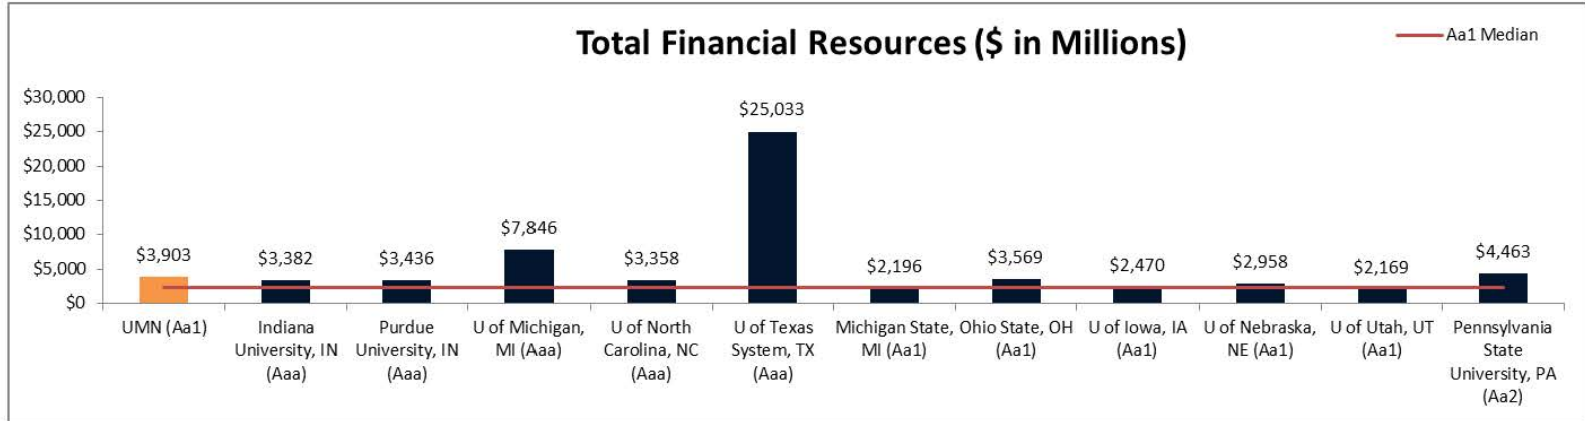 Total Financial Resources ($ in Millions)
Aa1 Median
$30,000
$25,000
$20,000
$15,000
$10,000
$5,000
$0
$3,903
$3,382
$3,436
$7,846
$3,358
$25,033
$2,196
$3,569
$2,470
$2,958
$2,169
$4,463
UMN (Aa1)
Indiana
University, IN
(Aaa)
Purdue
University, IN
(Aaa)
U of Michigan,
MI (Aaa)
U of North
Carolina, NC
(Aaa)
U of Texas
System, TX
(Aaa)
Michigan State,
MI (Aa1)
Ohio State, OH
(Aa1)
U of Iowa, IA
(Aa1)
U of Nebraska,
NE (Aa1)
U of Utah, UT
(Aa1)
Pennsylvania
State
University, PA
(Aa2)